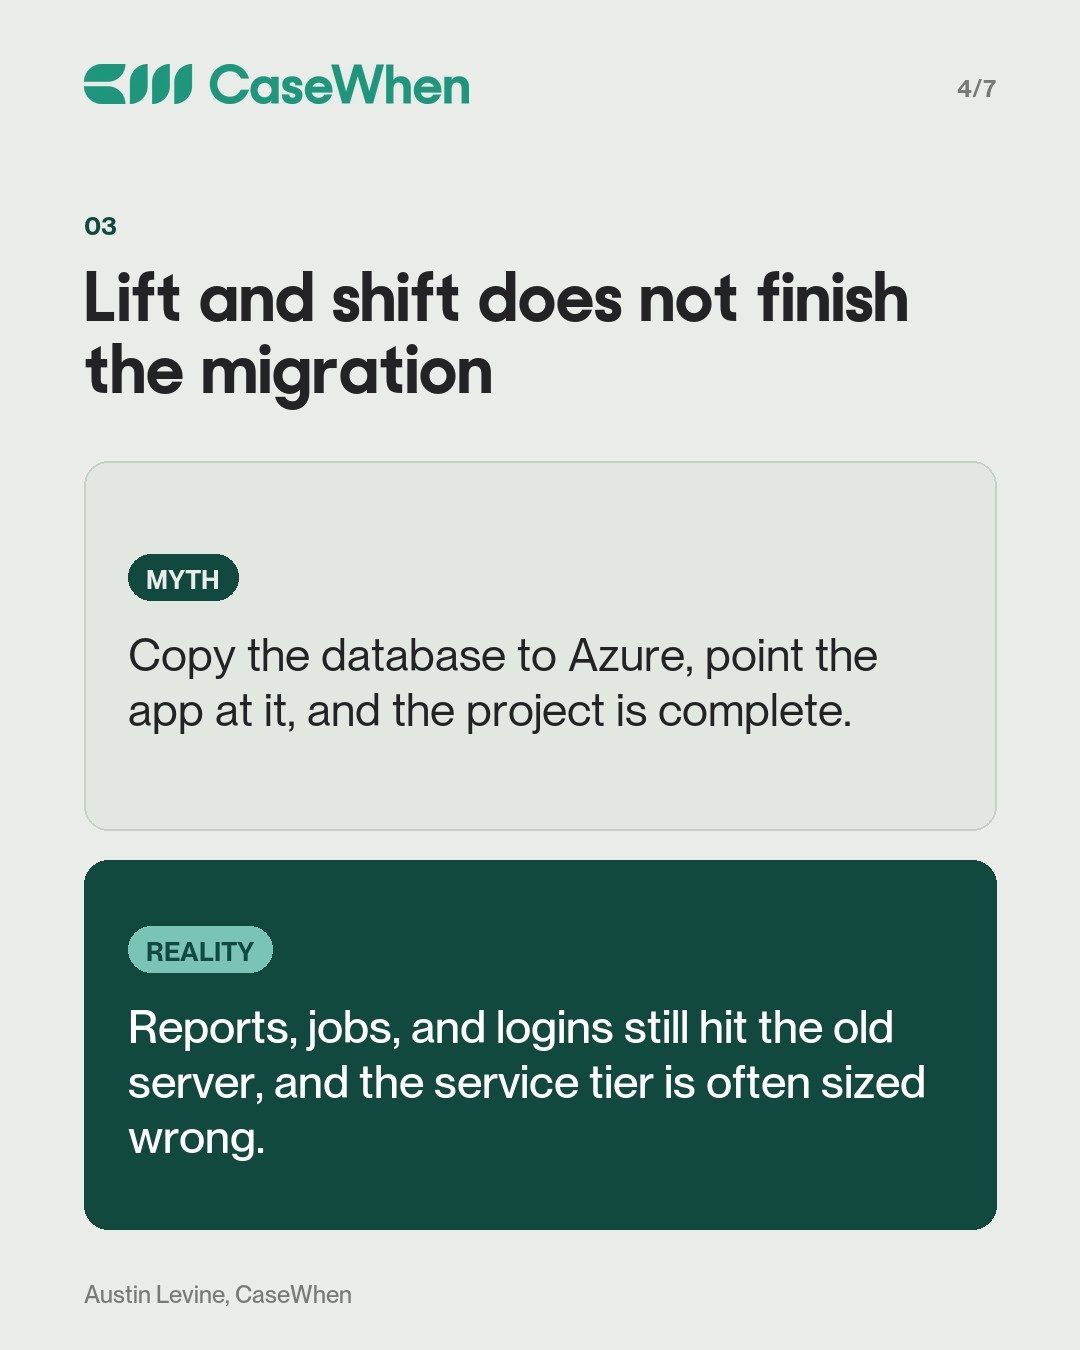 CaseWhen
4/7
03
Lift and shift does not finish
the migration
MYTH
Copy the database to Azure, point the
app at it, and the project is complete.
REALITY
Reports, jobs, and logins still hit the old
server, and the service tier is often sized
wrong.
Austin Levine, CaseWhen